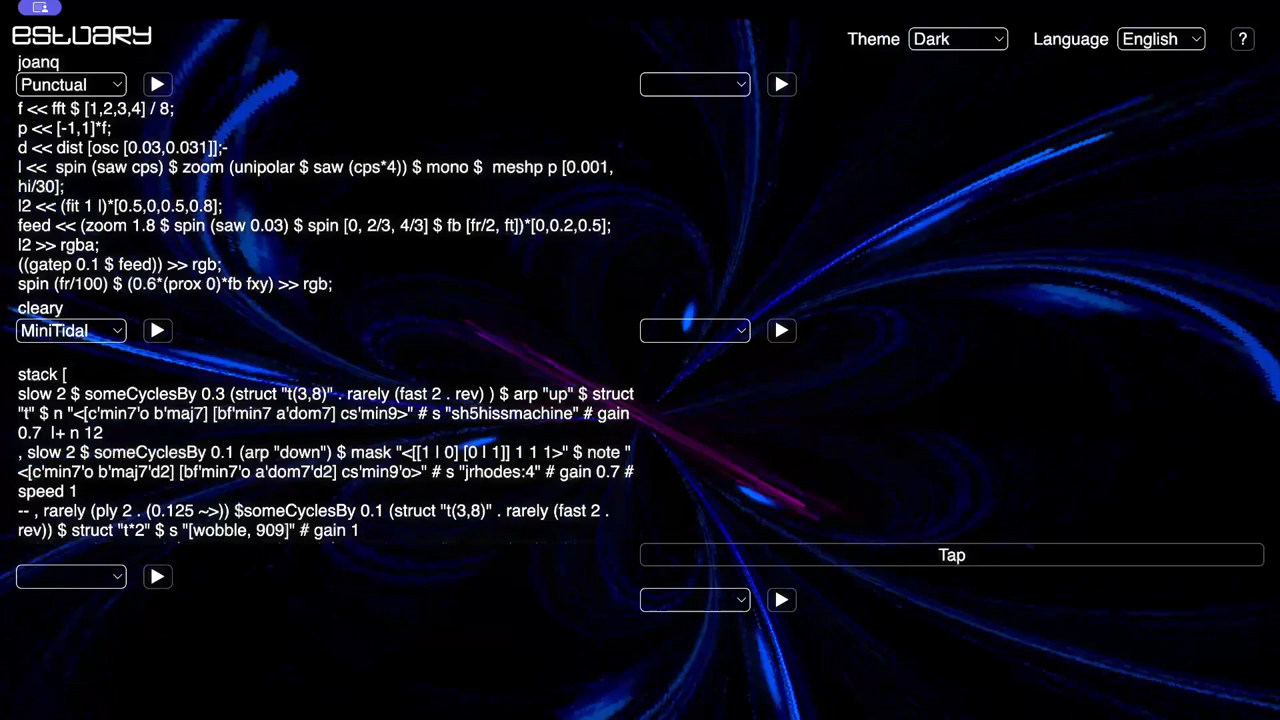 estuary
Theme Dark Language English ?
joanq
Punctual
f << fft $ [1,2,3,4] / 8;
p << [-1,1]*f;
d << dist [osc [0.03,0.031]];-
l <<  spin (saw cps) $ zoom (unipolar $ saw (cps*4)) $ mono $  meshp p [0.001,
hi/30];
l2 << (fit 1 l)*[0.5,0,0.5,0.8];
feed << (zoom 1.8 $ spin (saw 0.03) $ spin [0, 2/3, 4/3] $ fb [fr/2, ft])*[0,0.2,0.5];
l2 >> rgba;
((gatep 0.1 $ feed)) >> rgb;
spin (fr/100) $ (0.6*(prox 0)*fb fxy) >> rgb;
cleary
MiniTidal
stack [
slow 2 $ someCyclesBy 0.3 (struct "t(3,8)" . rarely (fast 2 . rev) ) $ arp "up" $ struct
"t" $ n "<[c'min7'o b'maj7] [bf'min7 a'dom7] cs'min9>" # s "sh5hissmachine" # gain
0.7  |+ n 12
, slow 2 $ someCyclesBy 0.1 (arp "down") $ mask "<[[1 | 0] [0 | 1]] 1 1 1>" $ note "
<[c'min7'o b'maj7'd2] [bf'min7'o a'dom7'd2] cs'min9'o>" # s "jrhodes:4" # gain 0.7 #
speed 1
-- , rarely (ply 2 . (0.125 ~>)) $someCyclesBy 0.1 (struct "t(3,8)" . rarely (fast 2 .
rev)) $ struct "t*2" $ s "[wobble, 909]" # gain 1
Tap